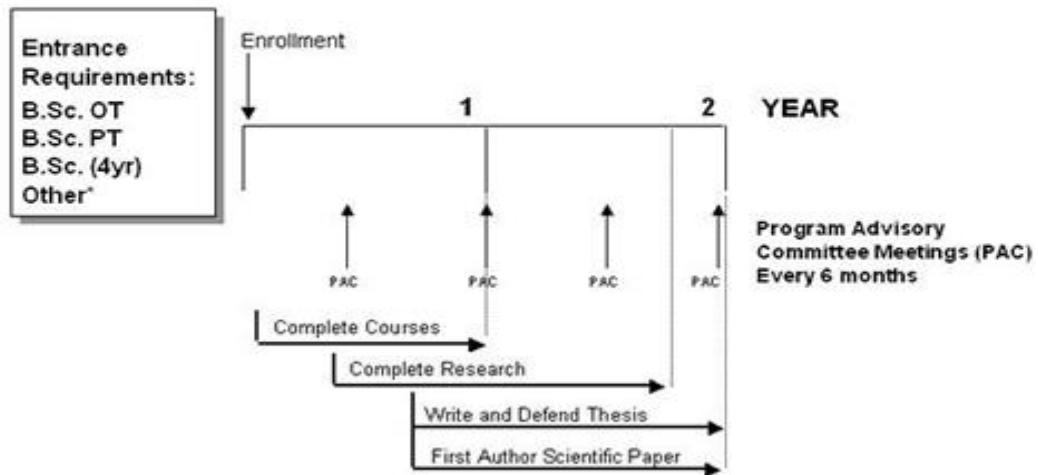 Entrance
Requirements:
B.Sc. OT
B.Sc. PT
B.Sc. (4yr)
Other*
Enrollment
1 2 YEAR
Program Advisory
Committee Meetings (PAC)
Every 6 months
PAC PAC PAC PAC
Complete Courses
Complete Research
Write and Defend Thesis
First Author Scientific Paper